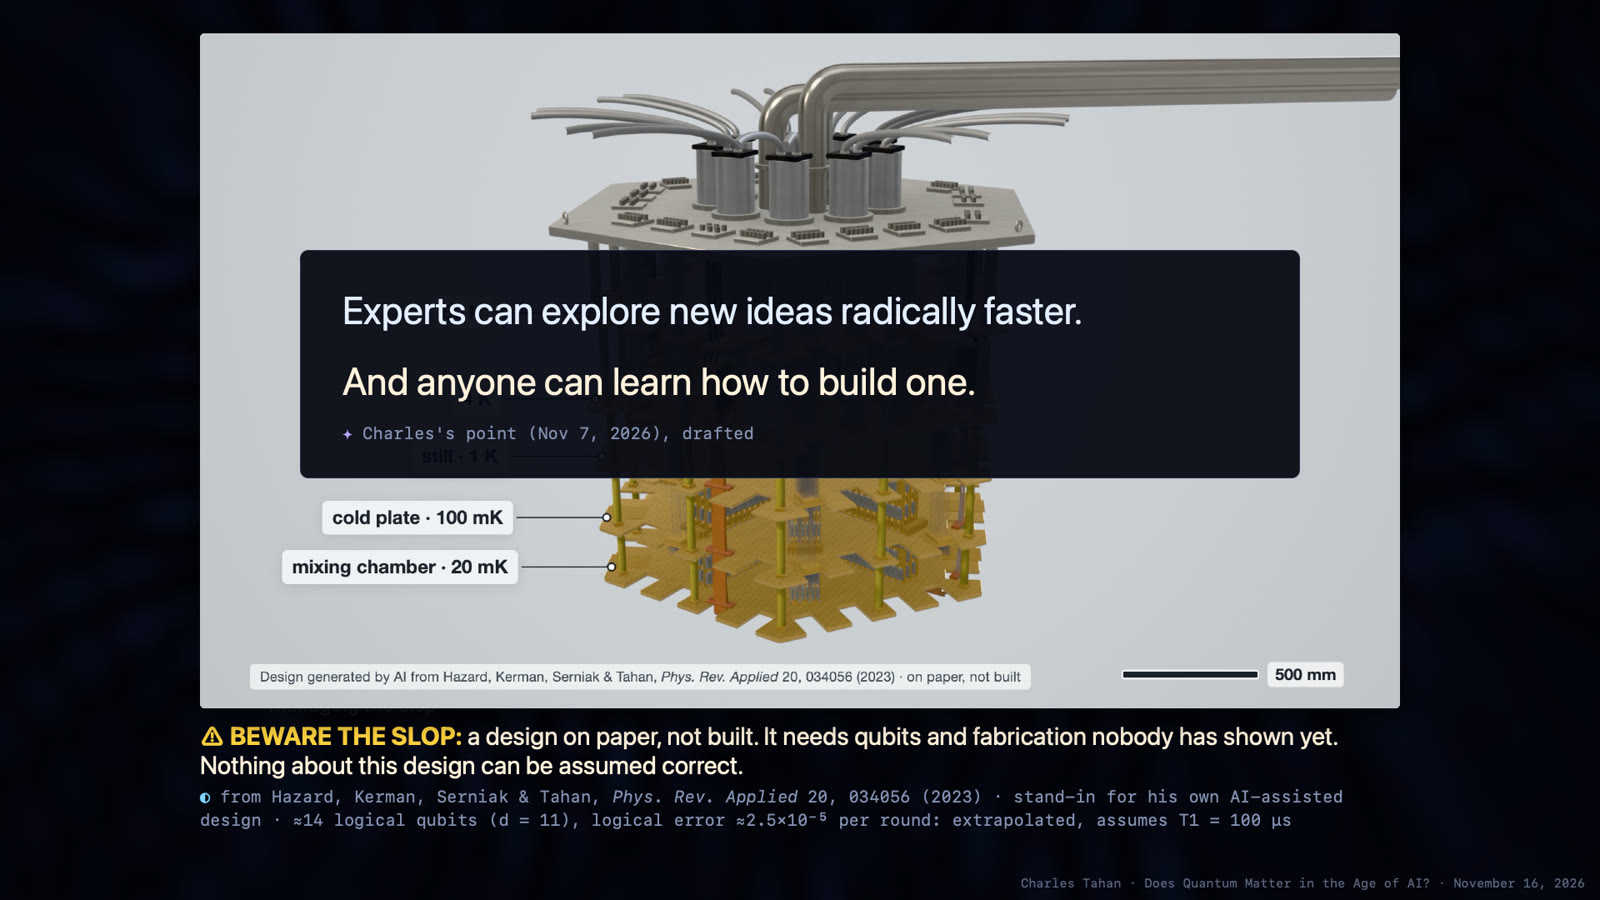 Experts can explore new ideas radically faster.
And anyone can learn how to build one.
✦ Charles's point (Nov 7, 2026), drafted
still · 1 K
cold plate · 100 mK
mixing chamber · 20 mK
Design generated by AI from Hazard, Kerman, Serniak & Tahan, Phys. Rev. Applied 20, 034056 (2023) · on paper, not built
500 mm
managing the slop
⚠ BEWARE THE SLOP: a design on paper, not built. It needs qubits and fabrication nobody has shown yet.
Nothing about this design can be assumed correct.
◐ from Hazard, Kerman, Serniak & Tahan, Phys. Rev. Applied 20, 034056 (2023) · stand-in for his own AI-assisted
design · ≈14 logical qubits (d = 11), logical error ≈2.5×10⁻⁵ per round: extrapolated, assumes T1 = 100 µs
Charles Tahan · Does Quantum Matter in the Age of AI? · November 16, 2026